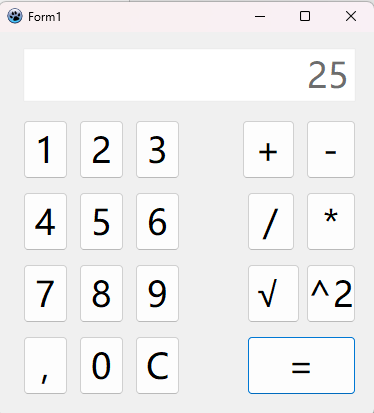 Form1
25
1 2 3 + -
4 5 6 / *
7 8 9 √ ^2
, 0 C =